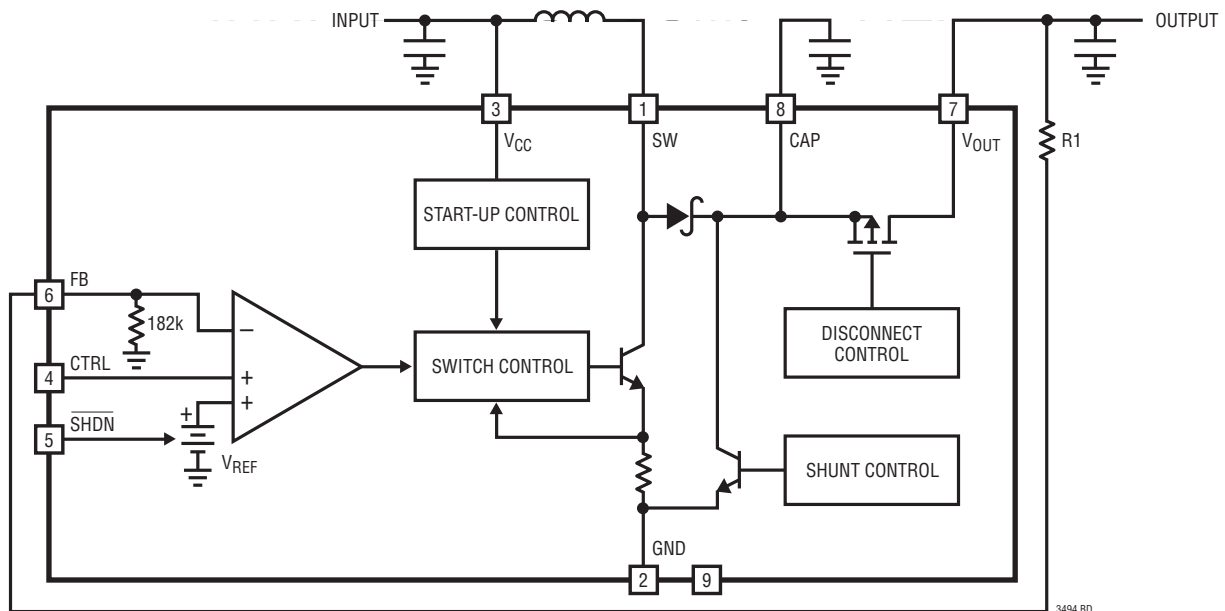 INPUT
OUTPUT
3
1
8
7
VCC
SW
CAP
VOUT
R1
START-UP CONTROL
6
FB
182k
–
DISCONNECT
CONTROL
4
CTRL
+
SWITCH CONTROL
+
+
5
SHDN
VREF
SHUNT CONTROL
GND
2
9
3494 BD